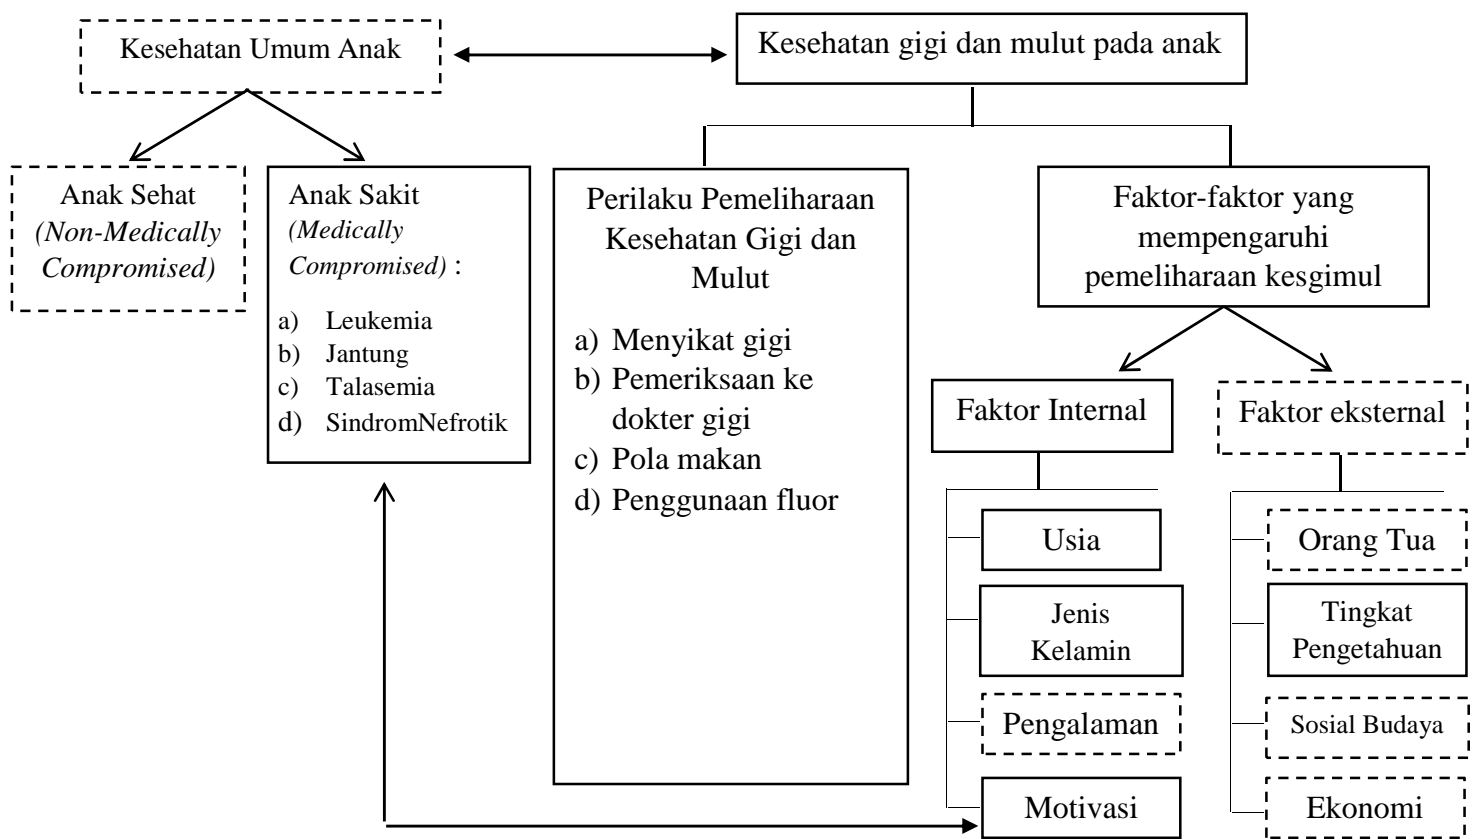 Kesehatan Umum Anak
Kesehatan gigi dan mulut pada anak
Anak Sehat
(Non-Medically
Compromised)
Anak Sakit
(Medically
Compromised) :
a) Leukemia
b) Jantung
c) Talasemia
d) SindromNefrotik
Perilaku Pemeliharaan
Kesehatan Gigi dan
Mulut
a) Menyikat gigi
b) Pemeriksaan ke
dokter gigi
c) Pola makan
d) Penggunaan fluor
Faktor-faktor yang
mempengaruhi
pemeliharaan kesgimul
Faktor Internal
Usia
Jenis
Kelamin
Pengalaman
Motivasi
Faktor eksternal
Orang Tua
Tingkat
Pengetahuan
Sosial Budaya
Ekonomi